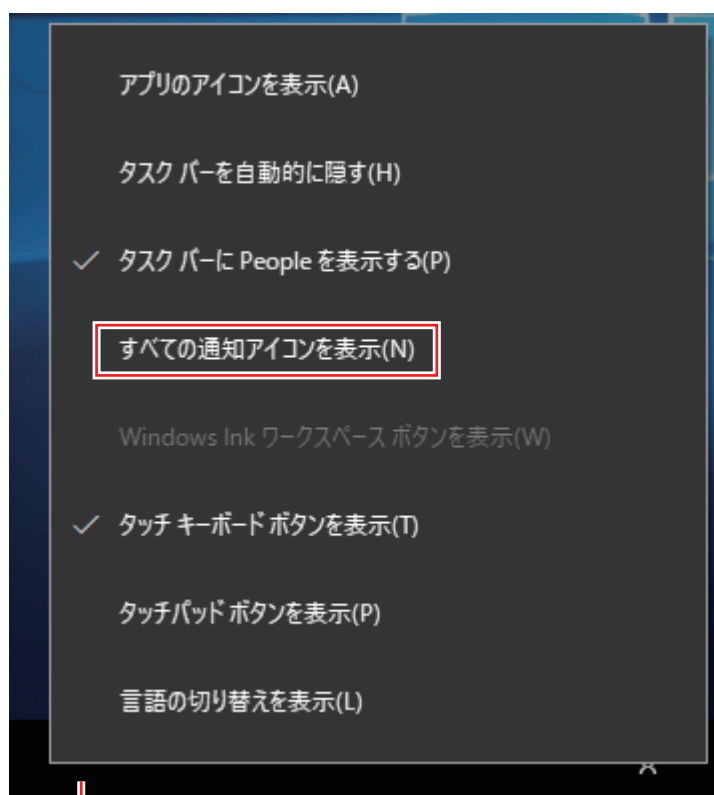 アプリのアイコンを表示(A)
タスク バーを自動的に隠す(H)
タスク バーに People を表示する(P)
すべての通知アイコンを表示(N)
Windows Ink ワークスペース ボタンを表示(W)
タッチ キーボード ボタンを表示(T)
タッチパッド ボタンを表示(P)
言語の切り替えを表示(L)